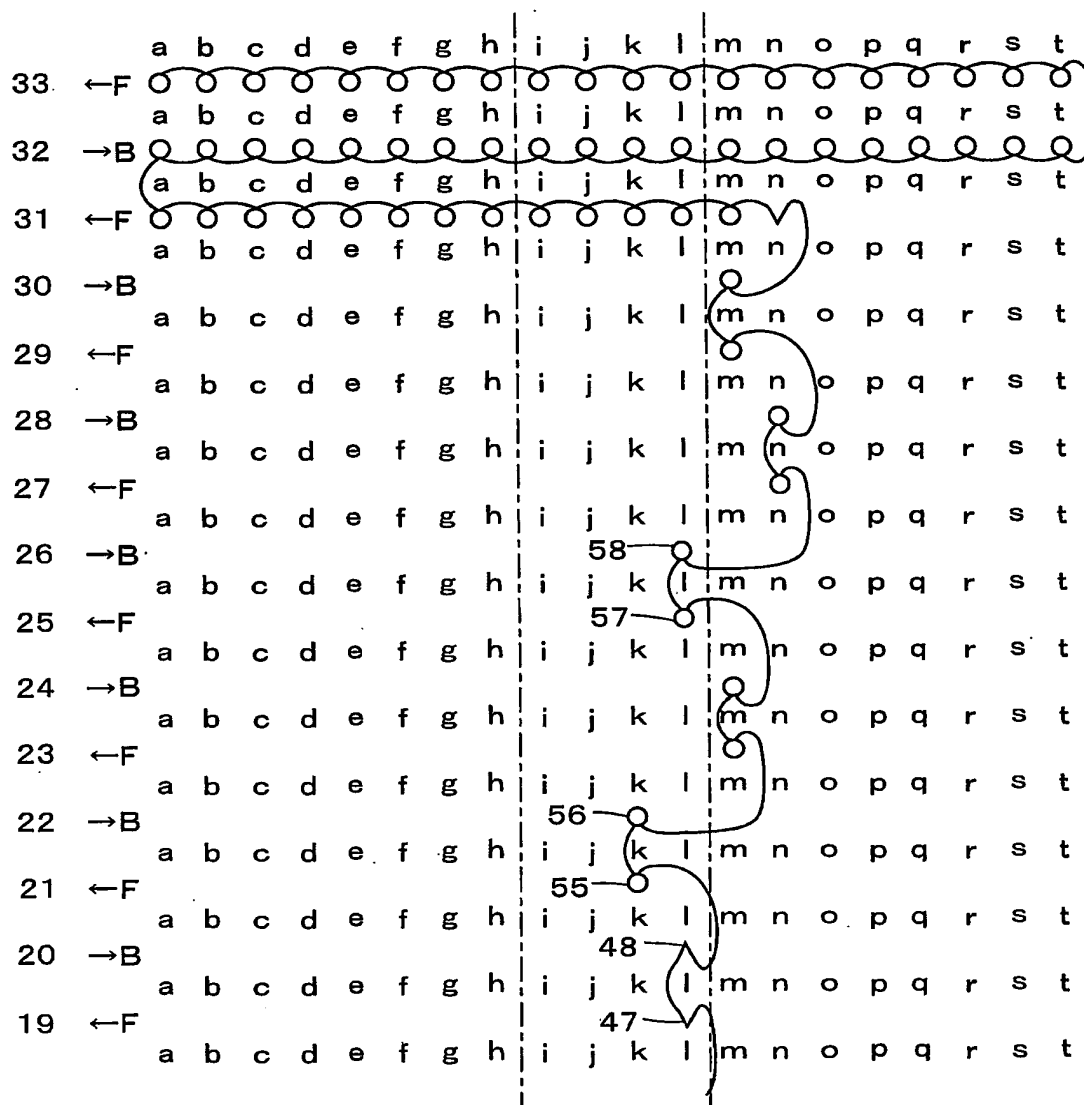 a b c d e f g h i j k l m n o p q r s t
33 ←F
a b c d e f g h i j k l m n o p q r s t
32 →B
a b c d e f g h i j k l m n o p q r s t
31 ←F
a b c d e f g h i j k l m n o p q r s t
30 →B
a b c d e f g h i j k l m n o p q r s t
29 ←F
a b c d e f g h i j k l m n o p q r s t
28 →B
a b c d e f g h i j k l m n o p q r s t
27 ←F
a b c d e f g h i j k l m n o p q r s t
26 →B 58
a b c d e f g h i j k l m n o p q r s t
25 ←F 57
a b c d e f g h i j k l m n o p q r s t
24 →B
a b c d e f g h i j k l m n o p q r s t
23 ←F
a b c d e f g h i j k l m n o p q r s t
22 →B 56
a b c d e f g h i j k l m n o p q r s t
21 ←F 55
a b c d e f g h i j k l m n o p q r s t
20 →B 48
a b c d e f g h i j k l m n o p q r s t
19 ←F 47
a b c d e f g h i j k l m n o p q r s t